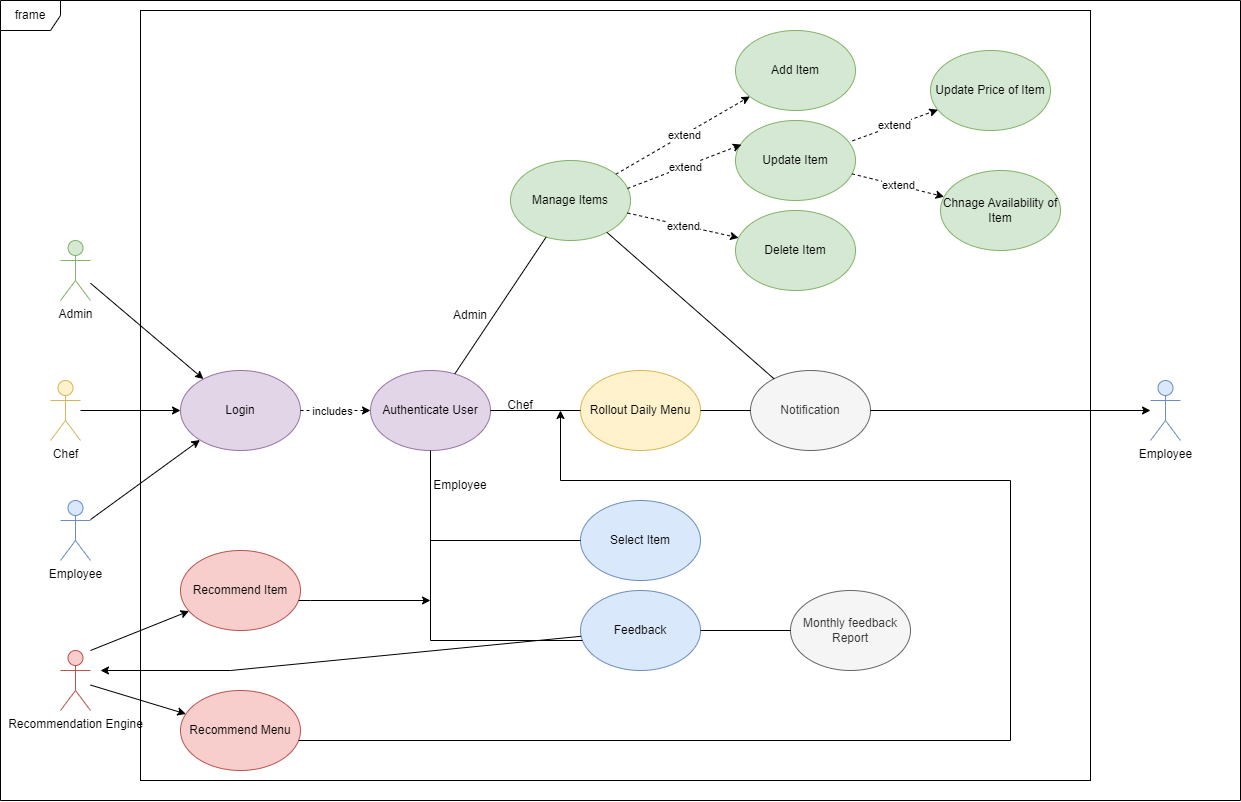 frame
Add Item
Update Price of Item
extend
extend
Update Item
extend
extend
Manage Items
Chnage Availability of
Item
extend
Delete Item
Admin
Admin
Login
includes
Authenticate User
Chef
Rollout Daily Menu
Notification
Chef
Employee
Employee
Select Item
Employee
Recommend Item
Feedback
Monthly feedback
Report
Recommendation Engine
Recommend Menu